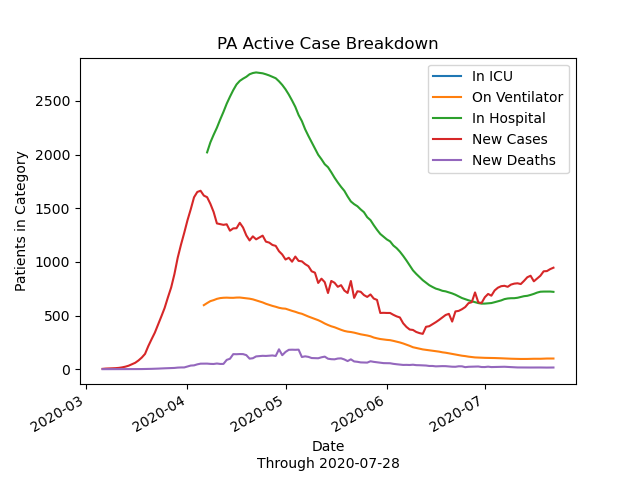 PA Active Case Breakdown
In ICU
On Ventilator
In Hospital
New Cases
New Deaths
Patients in Category
2500
2000
1500
1000
500
0
2020-03
2020-04
2020-05
2020-06
2020-07
Date
Through 2020-07-28